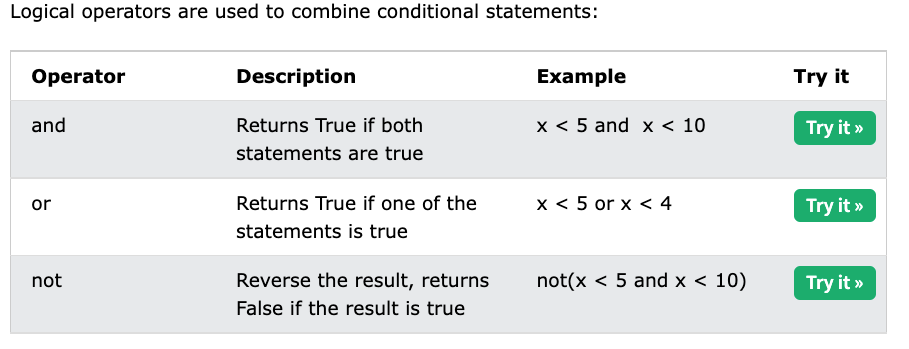 Logical operators are used to combine conditional statements:
Operator Description Example Try it
and Returns True if both x < 5 and  x < 10 Try it »
statements are true
or Returns True if one of the x < 5 or x < 4 Try it »
statements is true
not Reverse the result, returns not(x < 5 and x < 10) Try it »
False if the result is true